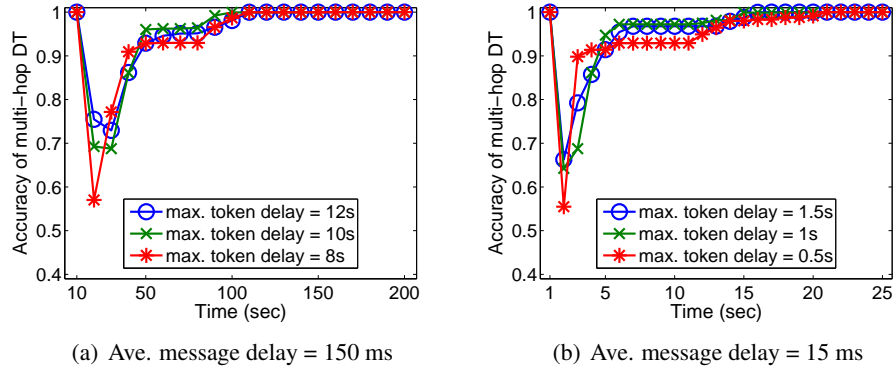 1
0.9
0.8
0.7
0.6
0.5
0.4
Accuracy of multi−hop DT
max. token delay = 12s
max. token delay = 10s
max. token delay = 8s
10 50 100 150 200
Time (sec)
(a) Ave. message delay = 150 ms
1
0.9
0.8
0.7
0.6
0.5
0.4
Accuracy of multi−hop DT
max. token delay = 1.5s
max. token delay = 1s
max. token delay = 0.5s
1 5 10 15 20 25
Time (sec)
(b) Ave. message delay = 15 ms